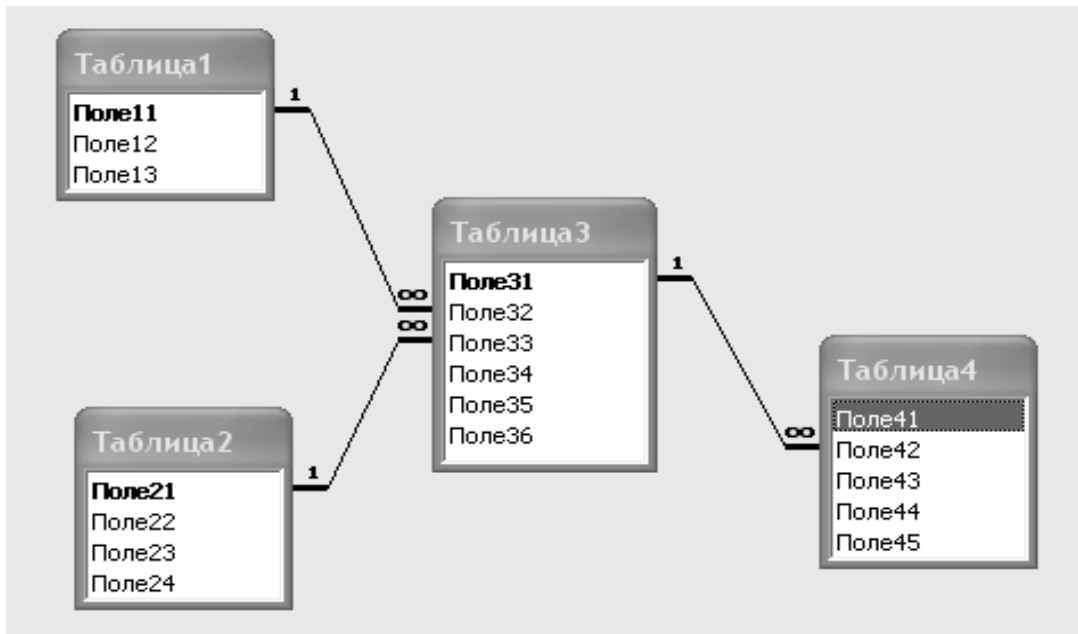 Таблица1
Поле11
Поле12
Поле13
1
Таблица2
Поле21
Поле22
Поле23
Поле24
1
∞
∞
Таблица3
Поле31
Поле32
Поле33
Поле34
Поле35
Поле36
1
∞
Таблица4
Поле41
Поле42
Поле43
Поле44
Поле45